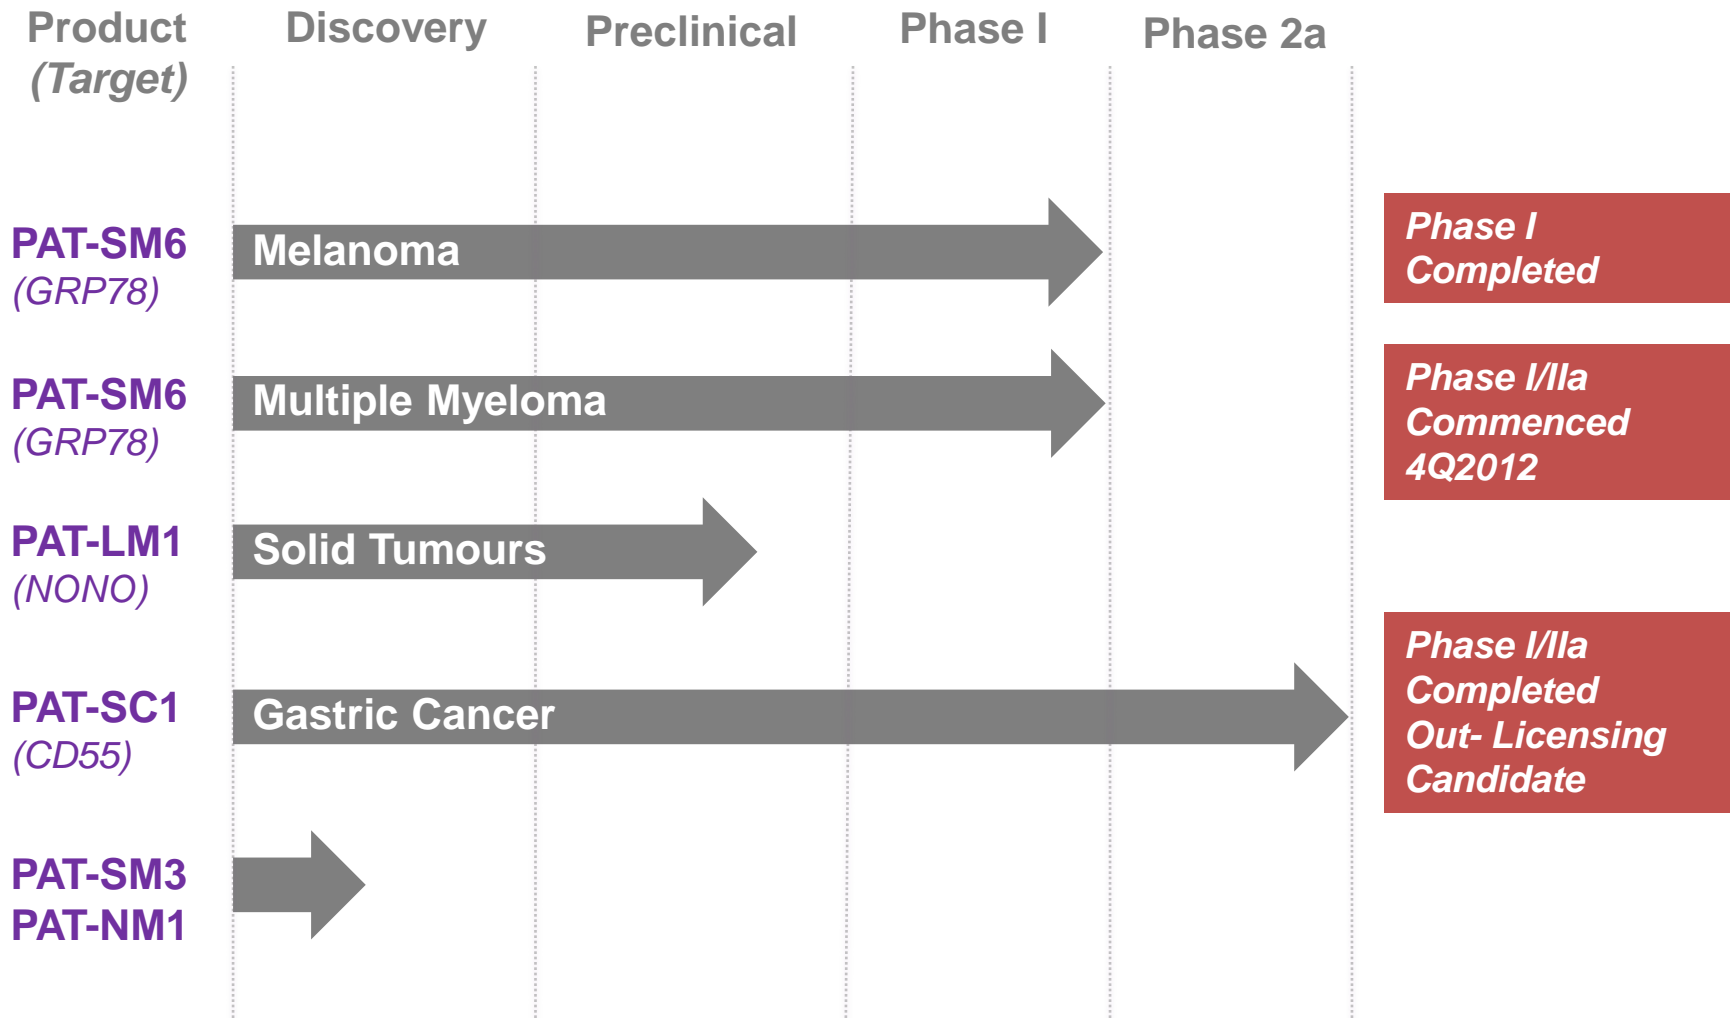 Product
(Target)
Discovery
Preclinical
Phase I
Phase 2a
PAT-SM6
(GRP78)
Melanoma
Phase I
Completed
PAT-SM6
(GRP78)
Multiple Myeloma
Phase I/IIa
Commenced
4Q2012
PAT-LM1
(NONO)
Solid Tumours
PAT-SC1
(CD55)
Gastric Cancer
Phase I/IIa
Completed
Out- Licensing
Candidate
PAT-SM3
PAT-NM1